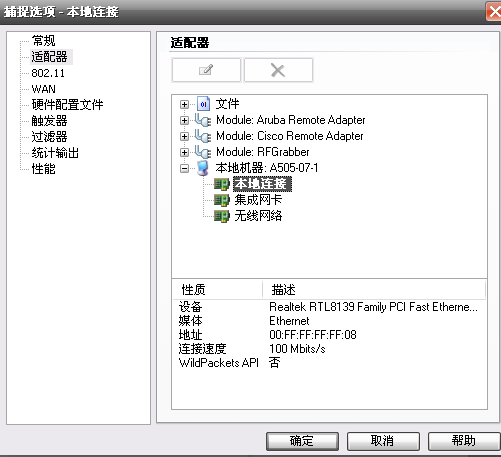 捕捉选项 - 本地连接
常规
适配器
802.11
WAN
硬件配置文件
触发器
过滤器
统计输出
性能
适配器
文件
Module: Aruba Remote Adapter
Module: Cisco Remote Adapter
Module: RFGrabber
本地机器: A505-07-1
本地连接
集成网卡
无线网络
性质 描述
设备 Realtek RTL8139 Family PCI Fast Etherne...
媒体 Ethernet
地址 00:FF:FF:FF:FF:08
连接速度 100 Mbits/s
WildPackets API 否
确定 取消 帮助